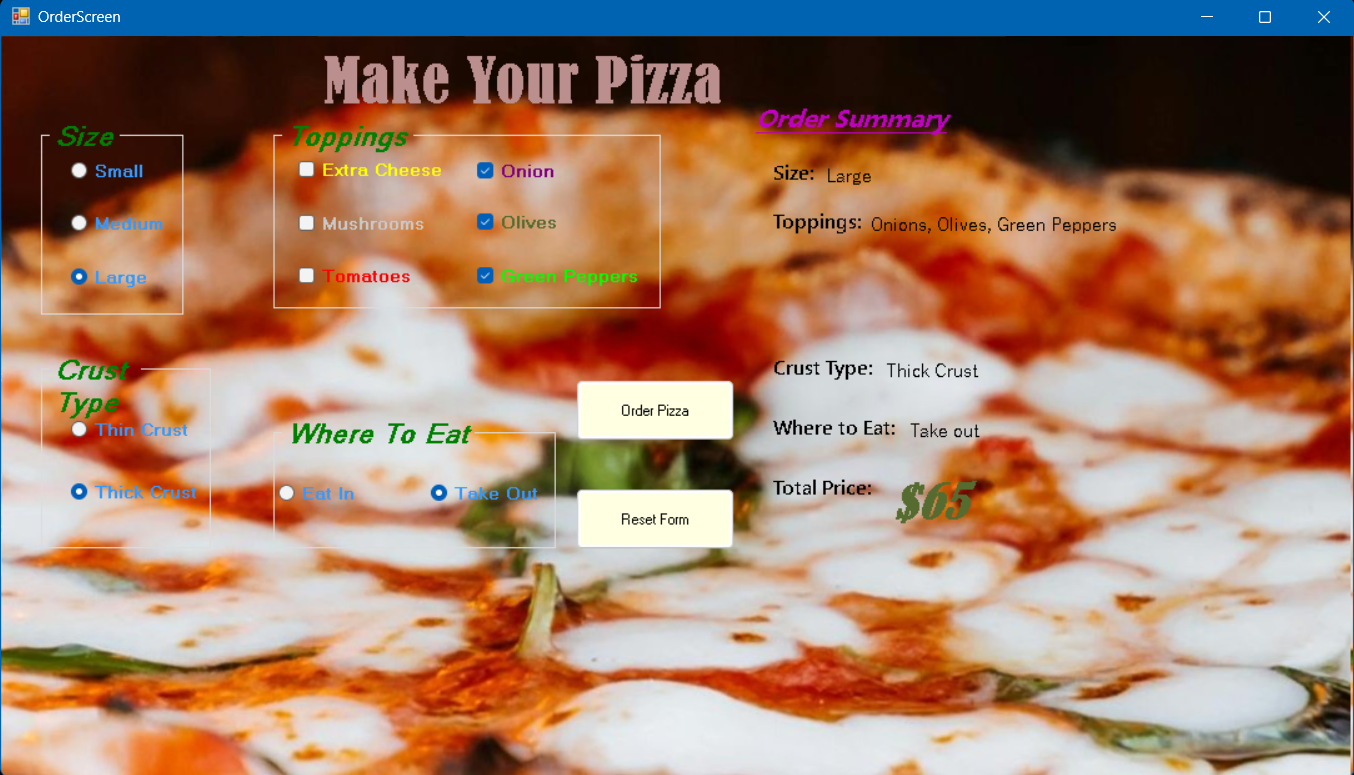 OrderScreen
Make Your Pizza
Size
Small
Medium
Large
Toppings
Extra Cheese
Onion
Mushrooms
Olives
Tomatoes
Green Peppers
Crust
Type
Thin Crust
Thick Crust
Where To Eat
Eat In
Take Out
Order Pizza
Reset Form
Order Summary
Size: Large
Toppings: Onions, Olives, Green Peppers
Crust Type: Thick Crust
Where to Eat: Take out
Total Price: $65